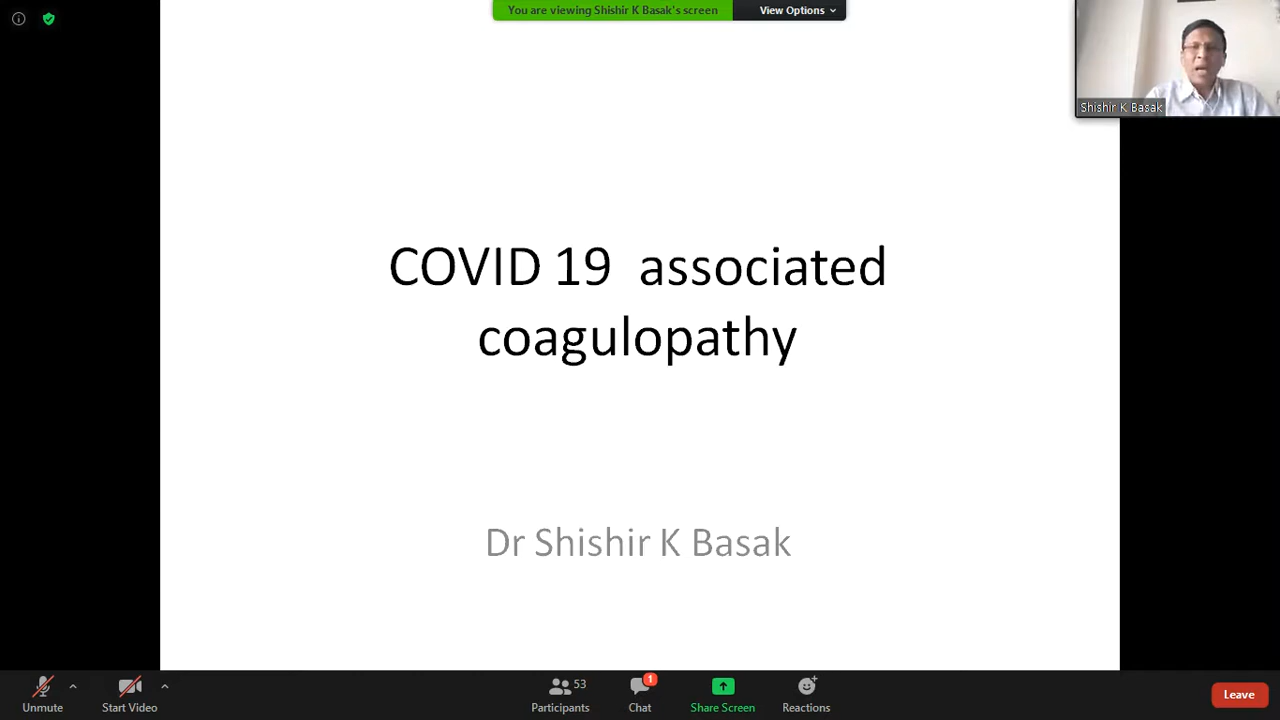 You are viewing Shishir K Basak's screen
View Options
Shishir K Basak
COVID 19 associated
coagulopathy
Dr Shishir K Basak
Unmute
Start Video
53
Participants
1
Chat
Share Screen
Reactions
Leave